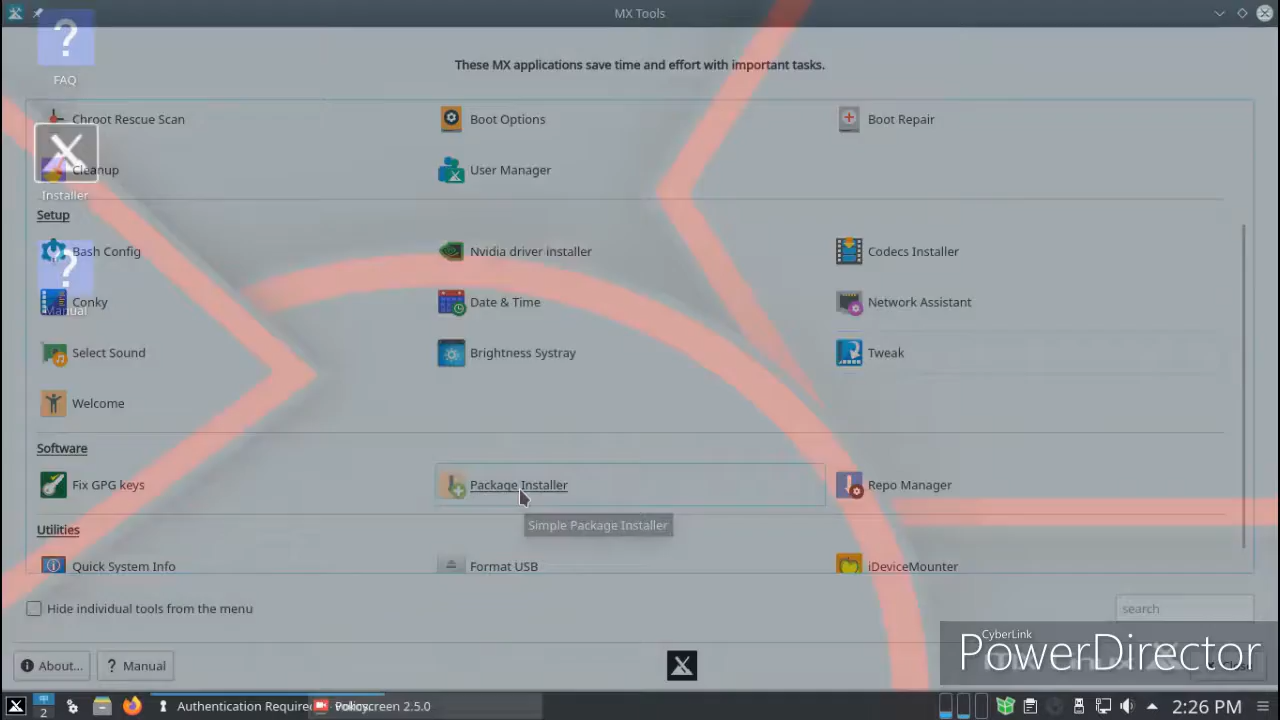 MX Tools
FAQ
These MX applications save time and effort with important tasks.
Chroot Rescue Scan
Boot Options
Boot Repair
Cleanup
User Manager
Installer
Setup
Bash Config
Nvidia driver installer
Codecs Installer
Conky
Date & Time
Network Assistant
Manual
Select Sound
Brightness Systray
Tweak
Welcome
Software
Fix GPG keys
Package Installer
Repo Manager
Simple Package Installer
Utilities
Quick System Info
Format USB
iDeviceMounter
Hide individual tools from the menu
search
CyberLink
PowerDirector
About...
? Manual
2
Authentication Require
screen 2.5.0
2:26 PM